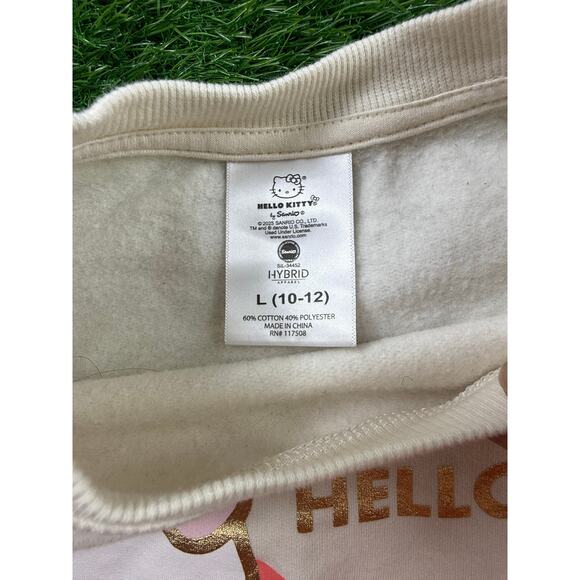 HELLO KITTY®
by Sanrio®
© 2025 SANRIO CO., LTD.
TM and ® denote U.S. Trademarks
Used Under License.
www.sanrio.com
Sanrio
SIL-34452
HYBRID
APPAREL
L (10-12)
60% COTTON 40% POLYESTER
MADE IN CHINA
RN# 117508
HELLO